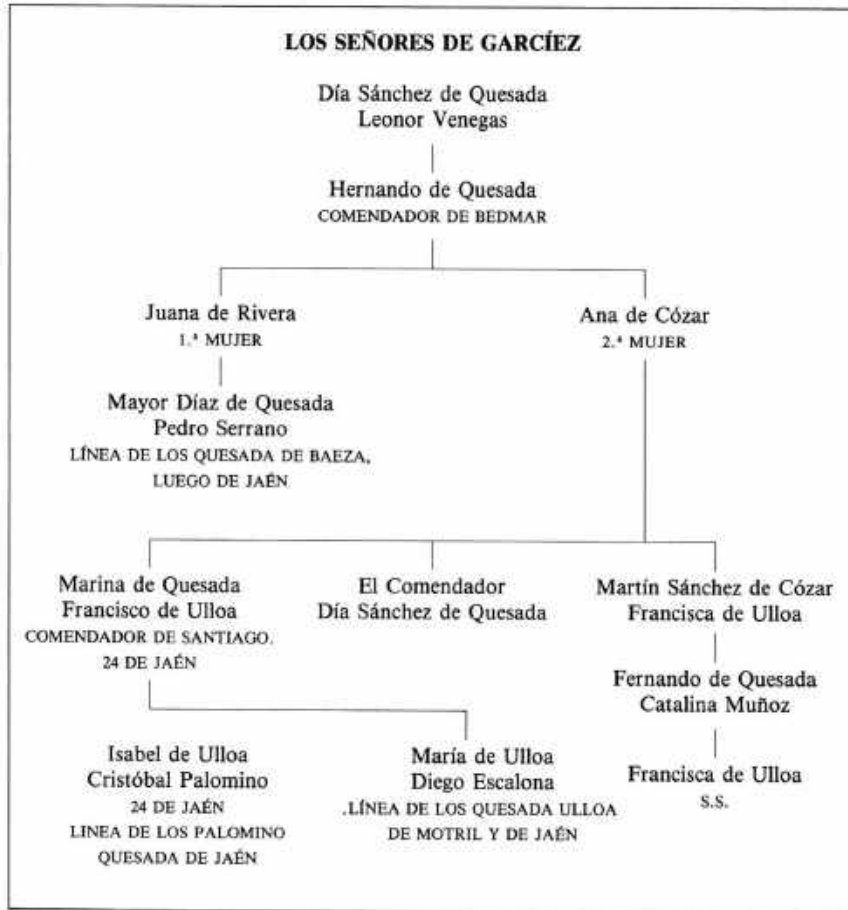 LOS SEÑORES DE GARCÍEZ
Día Sánchez de Quesada
Leonor Venegas
Hernando de Quesada
COMENDADOR DE BEDMAR
Juana de Rivera
1.ª MUJER
Ana de Cózar
2.ª MUJER
Mayor Díaz de Quesada
Pedro Serrano
LÍNEA DE LOS QUESADA DE BAEZA,
LUEGO DE JAÉN
Marina de Quesada
Francisco de Ulloa
COMENDADOR DE SANTIAGO.
24 DE JAÉN
El Comendador
Día Sánchez de Quesada
Martín Sánchez de Cózar
Francisca de Ulloa
Fernando de Quesada
Catalina Muñoz
Isabel de Ulloa
Cristóbal Palomino
24 DE JAÉN
LINEA DE LOS PALOMINO
QUESADA DE JAÉN
María de Ulloa
Diego Escalona
.LÍNEA DE LOS QUESADA ULLOA
DE MOTRIL Y DE JAÉN
Francisca de Ulloa
S.S.